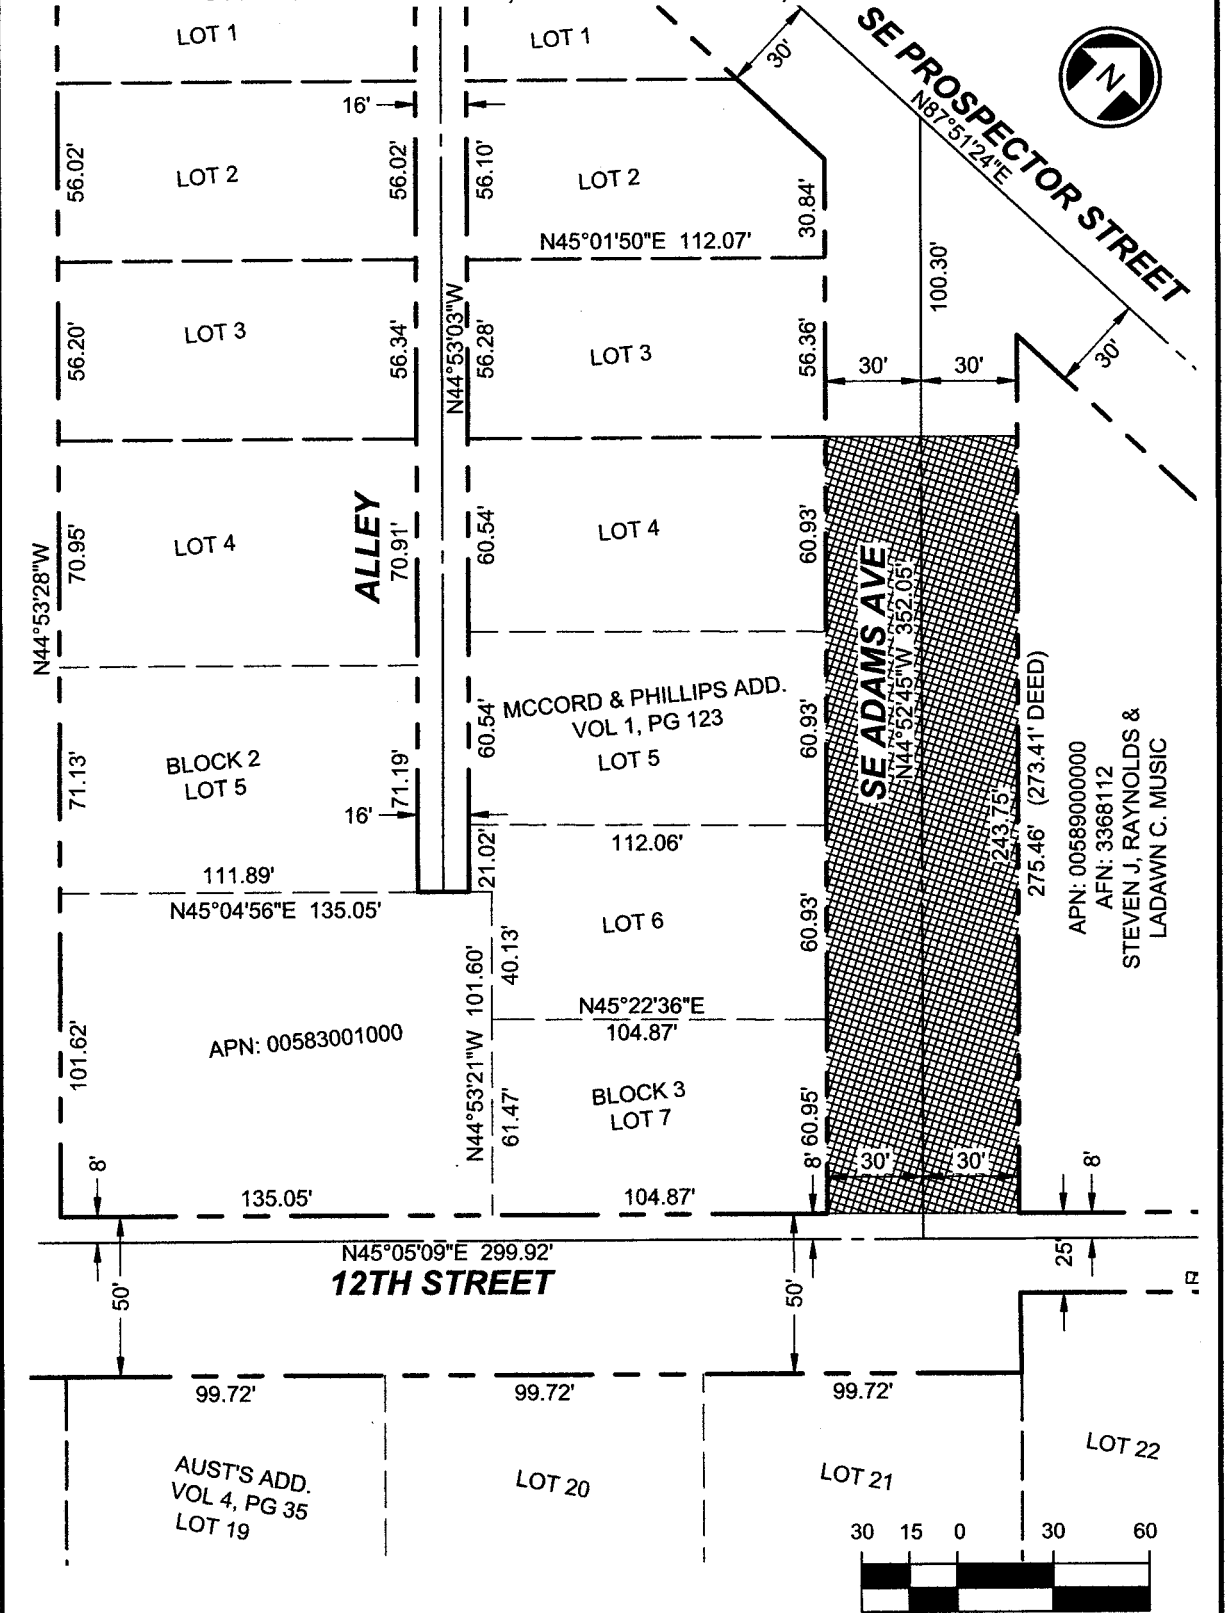 LOT 1
LOT 1
30'
SE PROSPECTOR STREET
N87°51'24"E
N
16'
56.02'
LOT 2
56.02'
56.10'
LOT 2
30.84'
N45°01'50"E 112.07'
100.30'
56.20'
LOT 3
56.34'
N44°53'03"W
56.28'
LOT 3
56.36'
30'
30'
30'
N44°53'28"W
70.95'
LOT 4
ALLEY
70.91'
60.54'
LOT 4
60.93'
SE ADAMS AVE
N44°52'45"W 352.05'
MCCORD & PHILLIPS ADD.
VOL 1, PG 123
LOT 5
60.54'
60.93'
71.13'
BLOCK 2
LOT 5
71.19'
16'
243.75'
275.46' (273.41' DEED)
APN: 00589000000
AFN: 3368112
STEVEN J, RAYNOLDS &
LADAWN C. MUSIC
111.89'
21.02'
112.06'
N45°04'56"E 135.05'
LOT 6
60.93'
40.13'
N44°53'21"W 101.60'
N45°22'36"E
104.87'
101.62'
APN: 00583001000
61.47'
BLOCK 3
LOT 7
60.95'
8'
8'
30'
30'
8'
135.05'
104.87'
N45°05'09"E 299.92'
12TH STREET
50'
50'
25'
99.72'
99.72'
99.72'
AUST'S ADD.
VOL 4, PG 35
LOT 19
LOT 20
LOT 21
LOT 22
30 15 0 30 60